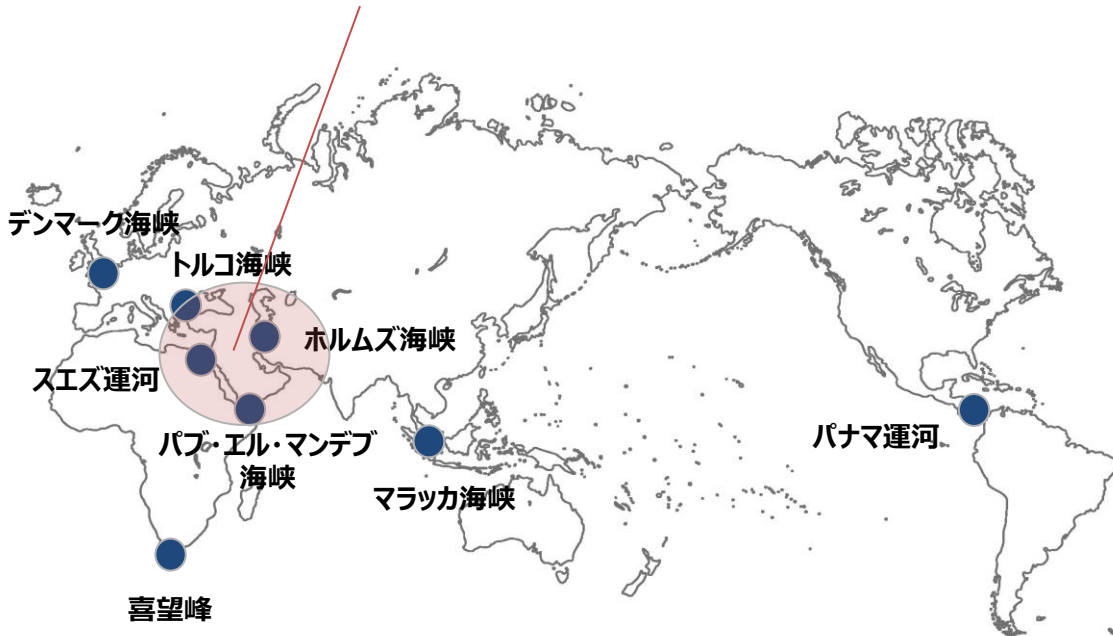 デンマーク海峡
トルコ海峡
ホルムズ海峡
スエズ運河
パブ・エル・マンデブ
海峡
マラッカ海峡
パナマ運河
喜望峰